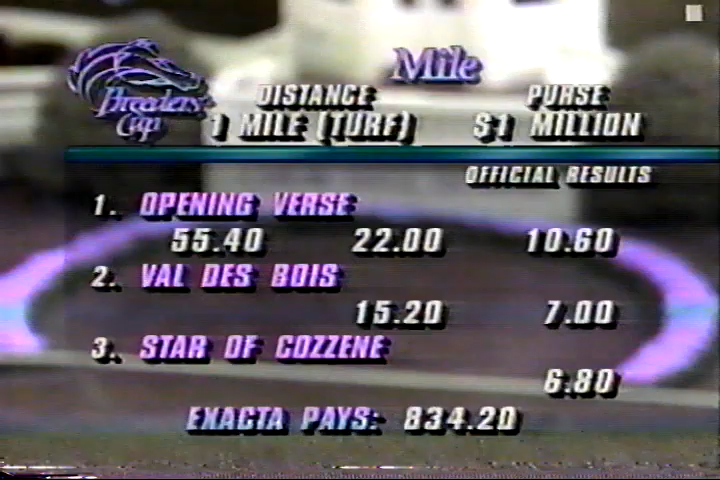 Breeders' Cup
Mile
DISTANCE PURSE
1 MILE (TURF) $1 MILLION
OFFICIAL RESULTS
1. OPENING VERSE
55.40 22.00 10.60
2. VAL DES BOIS
15.20 7.00
3. STAR OF COZZENE
6.80
EXACTA PAYS: 834.20